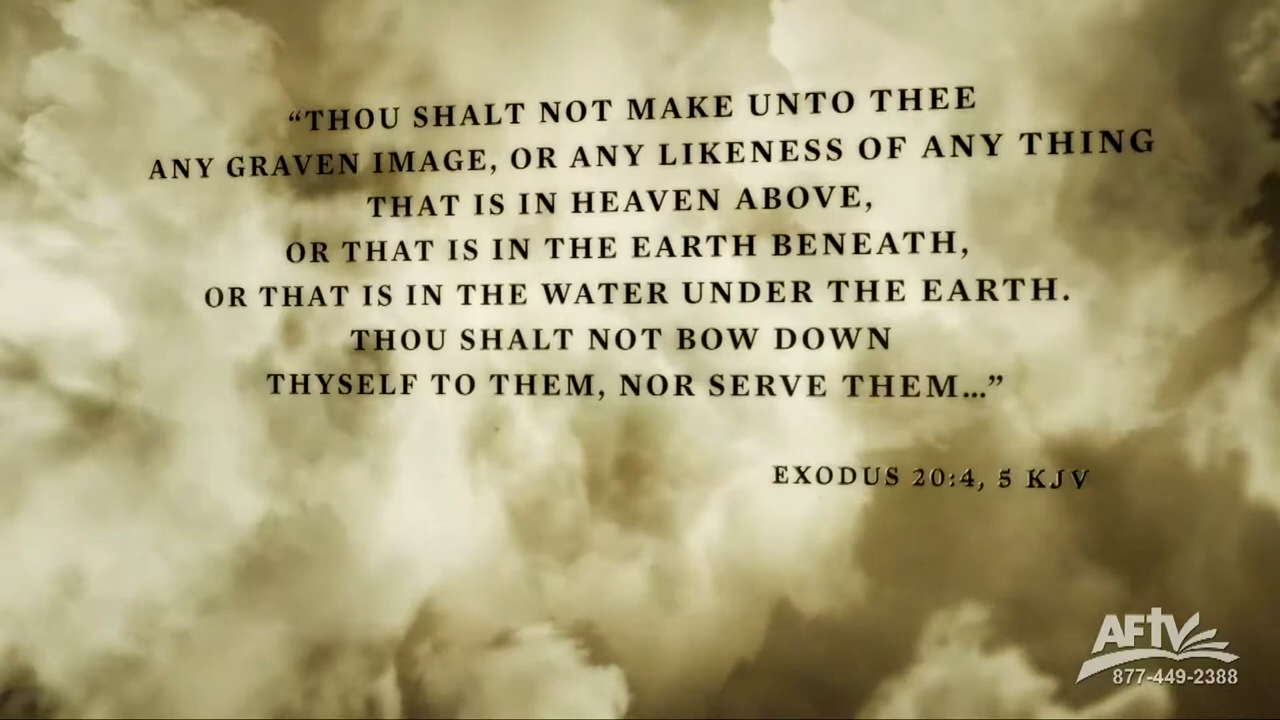 “THOU SHALT NOT MAKE UNTO THEE
ANY GRAVEN IMAGE, OR ANY LIKENESS OF ANY THING
THAT IS IN HEAVEN ABOVE,
OR THAT IS IN THE EARTH BENEATH,
OR THAT IS IN THE WATER UNDER THE EARTH.
THOU SHALT NOT BOW DOWN
THYSELF TO THEM, NOR SERVE THEM...”
EXODUS 20:4, 5 KJV
AFTV
877-449-2388